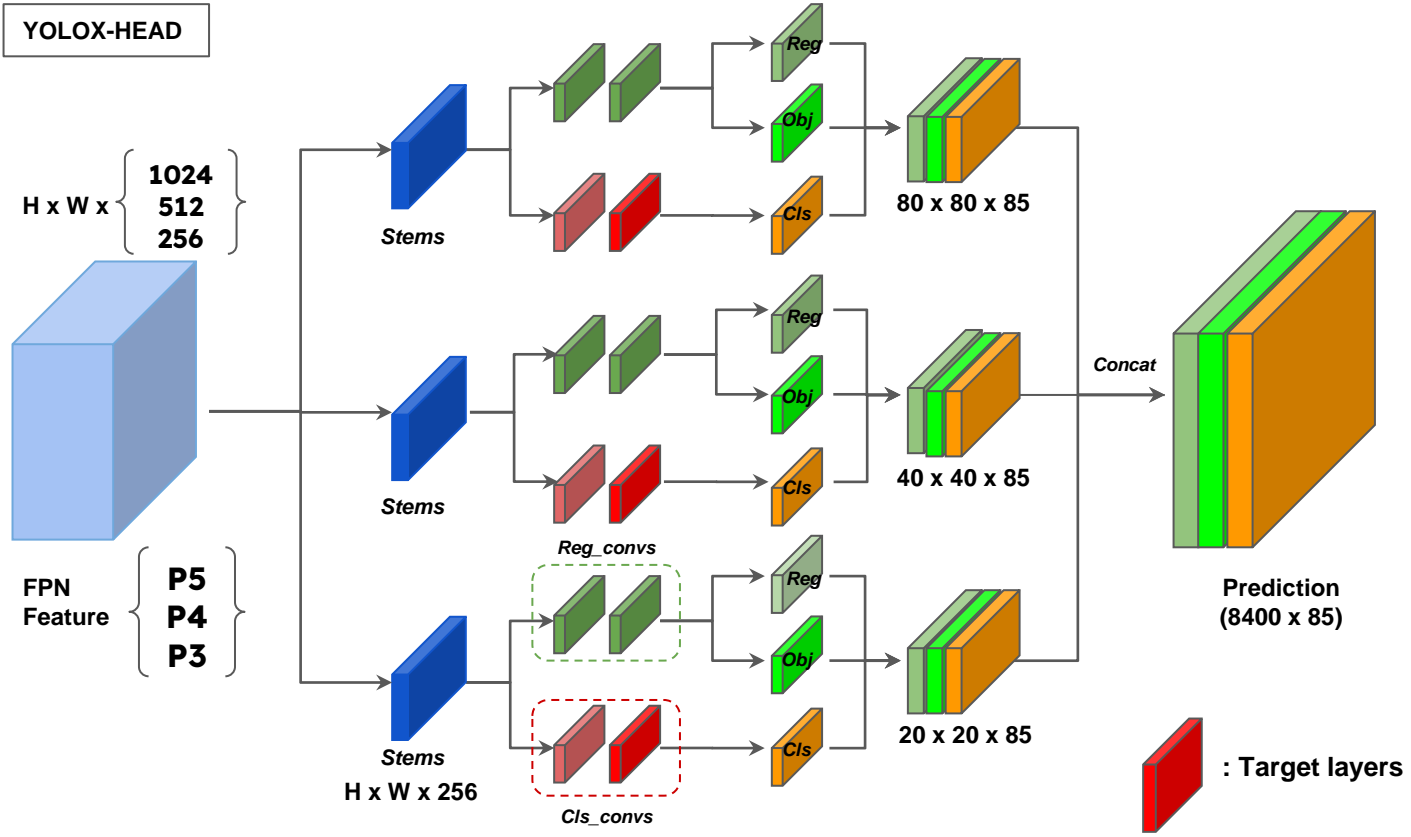 YOLOX-HEAD
H x W x
1024
512
256
FPN
Feature
P5
P4
P3
Stems
Reg
Obj
Cls
80 x 80 x 85
Stems
Reg
Obj
Cls
40 x 40 x 85
Reg_convs
Stems
H x W x 256
Cls_convs
Reg
Obj
Cls
20 x 20 x 85
Concat
Prediction
(8400 x 85)
: Target layers